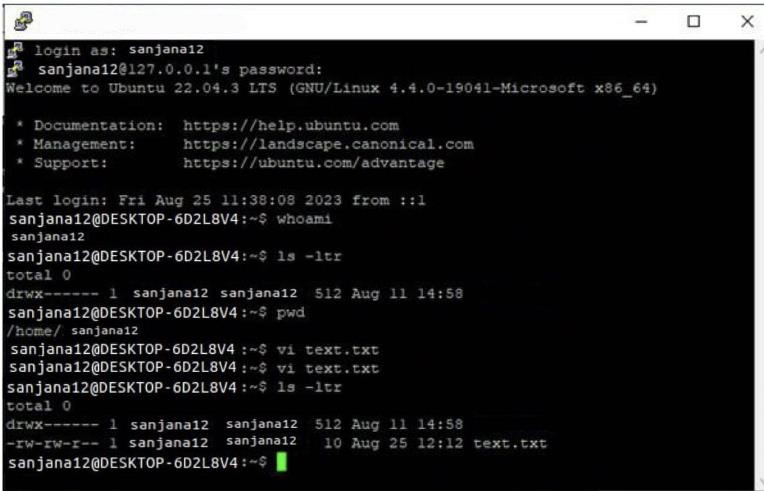 login as: sanjana12
sanjana12@127.0.0.1's password:
Welcome to Ubuntu 22.04.3 LTS (GNU/Linux 4.4.0-19041-Microsoft x86_64)
* Documentation: https://help.ubuntu.com
* Management: https://landscape.canonical.com
* Support: https://ubuntu.com/advantage
Last login: Fri Aug 25 11:38:08 2023 from ::1
sanjana12@DESKTOP-6D2L8V4:~$ whoami
sanjana12
sanjana12@DESKTOP-6D2L8V4:~$ ls -ltr
total 0
drwx------ 1 sanjana12 sanjana12 512 Aug 11 14:58
sanjana12@DESKTOP-6D2L8V4:~$ pwd
/home/ sanjana12
sanjana12@DESKTOP-6D2L8V4 :~$ vi text.txt
sanjana12@DESKTOP-6D2L8V4 :~$ vi text.txt
sanjana12@DESKTOP-6D2L8V4:~$ ls -ltr
total 0
drwx------ 1 sanjana12 sanjana12 512 Aug 11 14:58
-rw-rw-r-- 1 sanjana12 sanjana12 10 Aug 25 12:12 text.txt
sanjana12@DESKTOP-6D2L8V4:~$